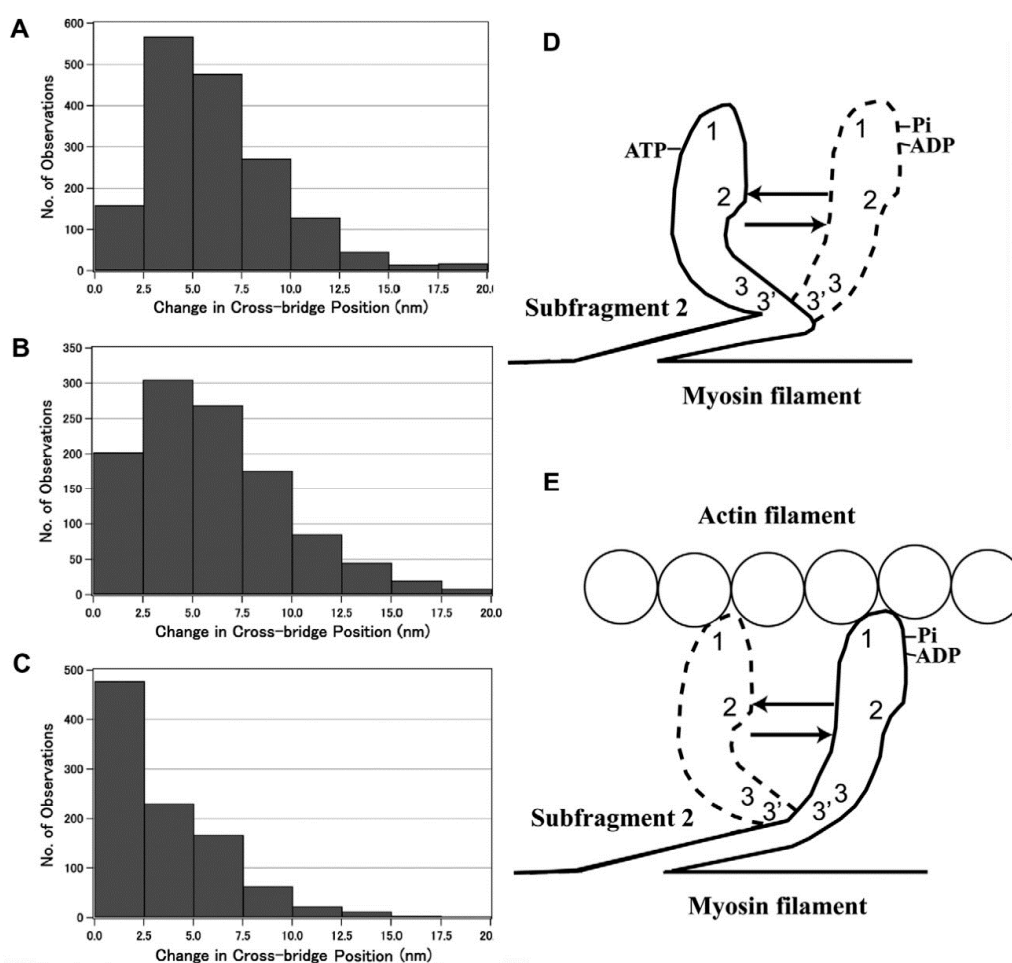 A
No. of Observations
600
500
400
300
200
100
0
0.0 2.5 5.0 7.5 10.0 12.5 15.0 17.5 20.0
Change in Cross-bridge Position (nm)
B
No. of Observations
350
300
250
200
150
100
50
0
0.0 2.5 5.0 7.5 10.0 12.5 15.0 17.5 20.0
Change in Cross-bridge Position (nm)
C
No. of Observations
500
400
300
200
100
0
0.0 2.5 5.0 7.5 10.0 12.5 15.0 17.5 20.0
Change in Cross-bridge Position (nm)
D
1 1 Pi
ATP ADP
2 2
3 3' 3' 3
Subfragment 2
Myosin filament
E
Actin filament
1 1 Pi
ADP
2 2
3 3' 3' 3
Subfragment 2
Myosin filament